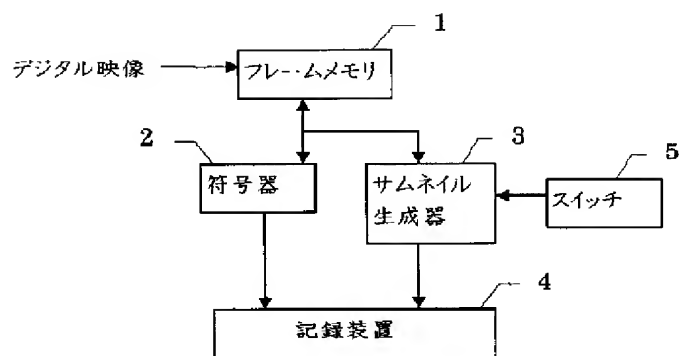 1
デジタル映像
フレームメモリ
2
3
5
符号器
サムネイル
生成器
スイッチ
4
記録装置